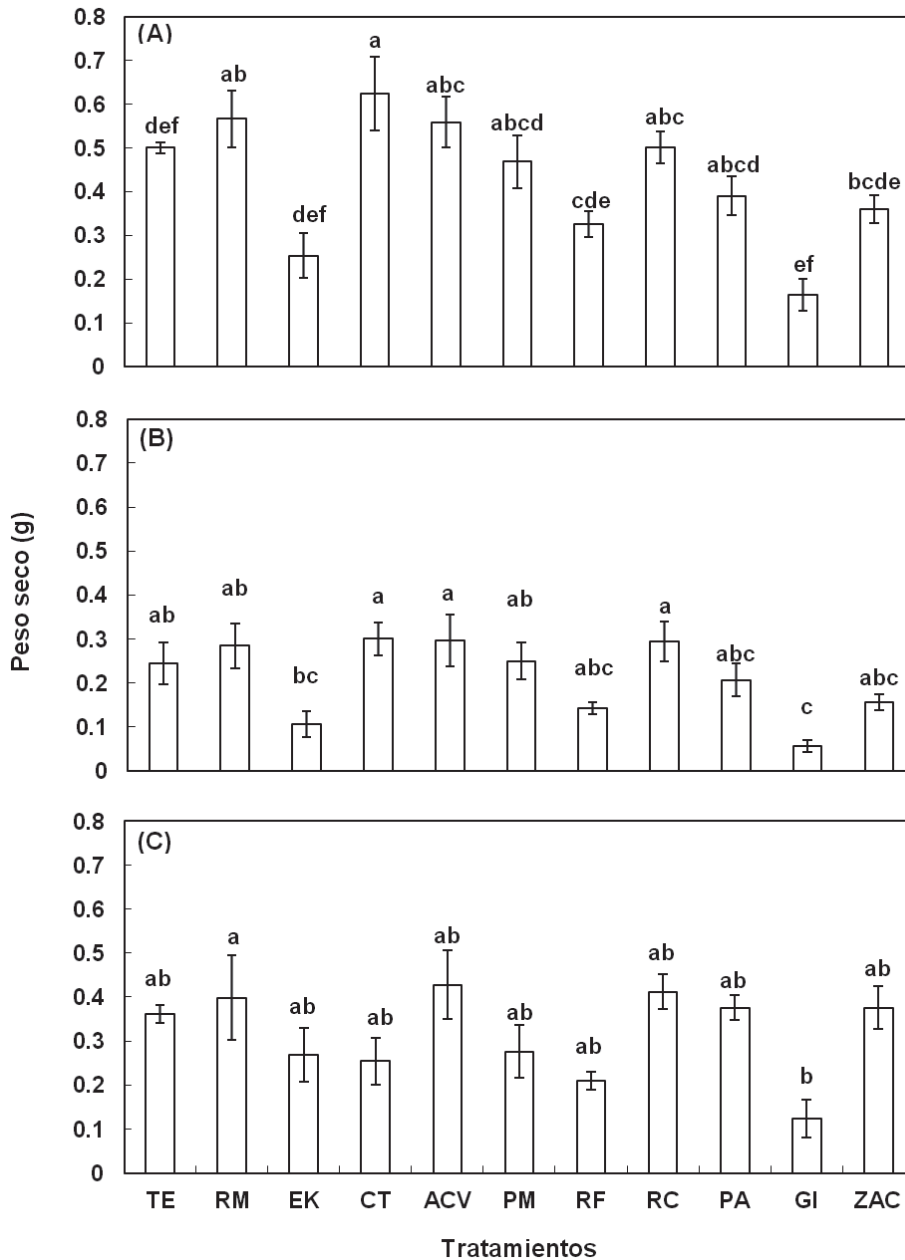 Peso seco (g)
(A)
0.8
0.7
0.6
0.5
0.4
0.3
0.2
0.1
0
def
ab
def
a
abc
abcd
cde
abc
abcd
ef
bcde
(B)
0.8
0.7
0.6
0.5
0.4
0.3
0.2
0.1
0
ab
ab
bc
a
a
ab
abc
a
abc
c
abc
(C)
0.8
0.7
0.6
0.5
0.4
0.3
0.2
0.1
0
ab
a
ab
ab
ab
ab
ab
ab
ab
b
ab
TE RM EK CT ACV PM RF RC PA GI ZAC
Tratamientos